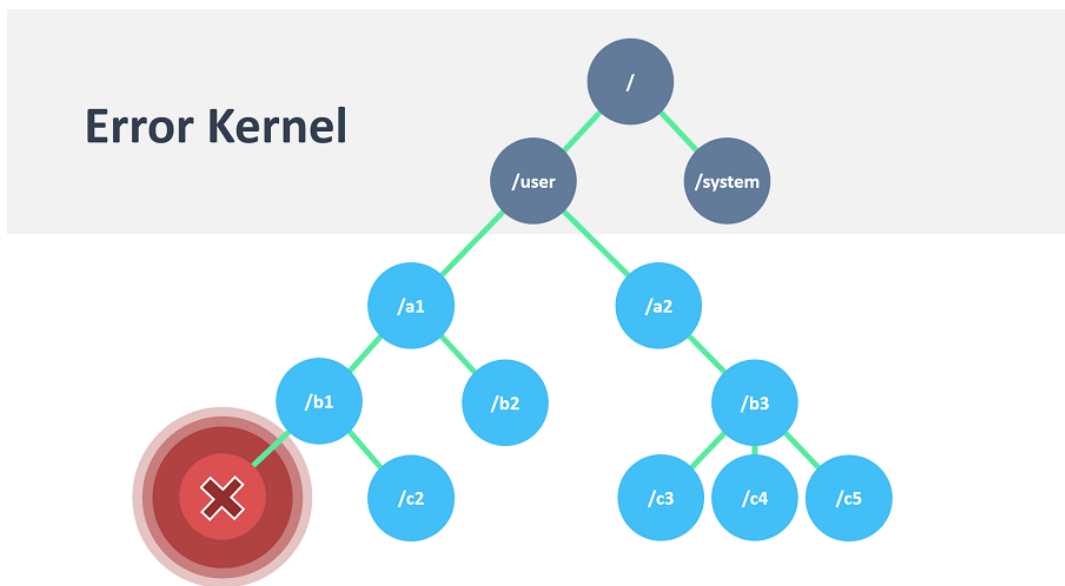 /
Error Kernel
/user
/system
/a1
/a2
/b1
/b2
/b3
/c2
/c3
/c4
/c5